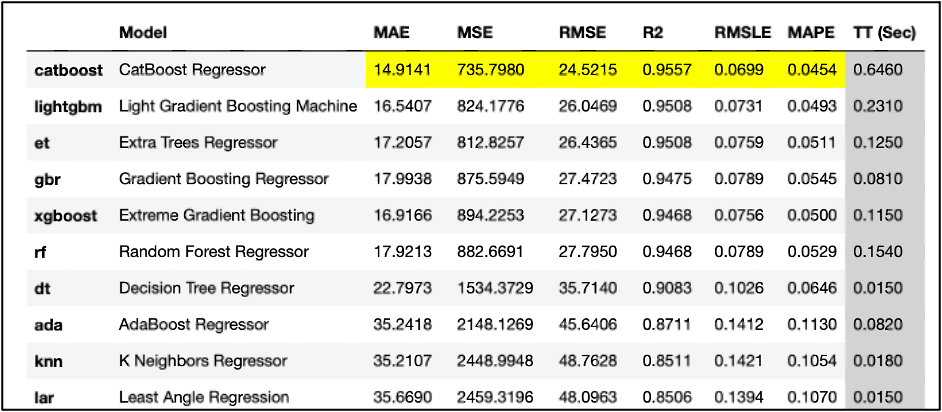 Model MAE MSE RMSE R2 RMSLE MAPE TT (Sec)
catboost CatBoost Regressor 14.9141 735.7980 24.5215 0.9557 0.0699 0.0454 0.6460
lightgbm Light Gradient Boosting Machine 16.5407 824.1776 26.0469 0.9508 0.0731 0.0493 0.2310
et Extra Trees Regressor 17.2057 812.8257 26.4365 0.9508 0.0759 0.0511 0.1250
gbr Gradient Boosting Regressor 17.9938 875.5949 27.4723 0.9475 0.0789 0.0545 0.0810
xgboost Extreme Gradient Boosting 16.9166 894.2253 27.1273 0.9468 0.0756 0.0500 0.1150
rf Random Forest Regressor 17.9213 882.6691 27.7950 0.9468 0.0789 0.0529 0.1540
dt Decision Tree Regressor 22.7973 1534.3729 35.7140 0.9083 0.1026 0.0646 0.0150
ada AdaBoost Regressor 35.2418 2148.1269 45.6406 0.8711 0.1412 0.1130 0.0820
knn K Neighbors Regressor 35.2107 2448.9948 48.7628 0.8511 0.1421 0.1054 0.0180
lar Least Angle Regression 35.6690 2459.3196 48.0963 0.8506 0.1394 0.1070 0.0150